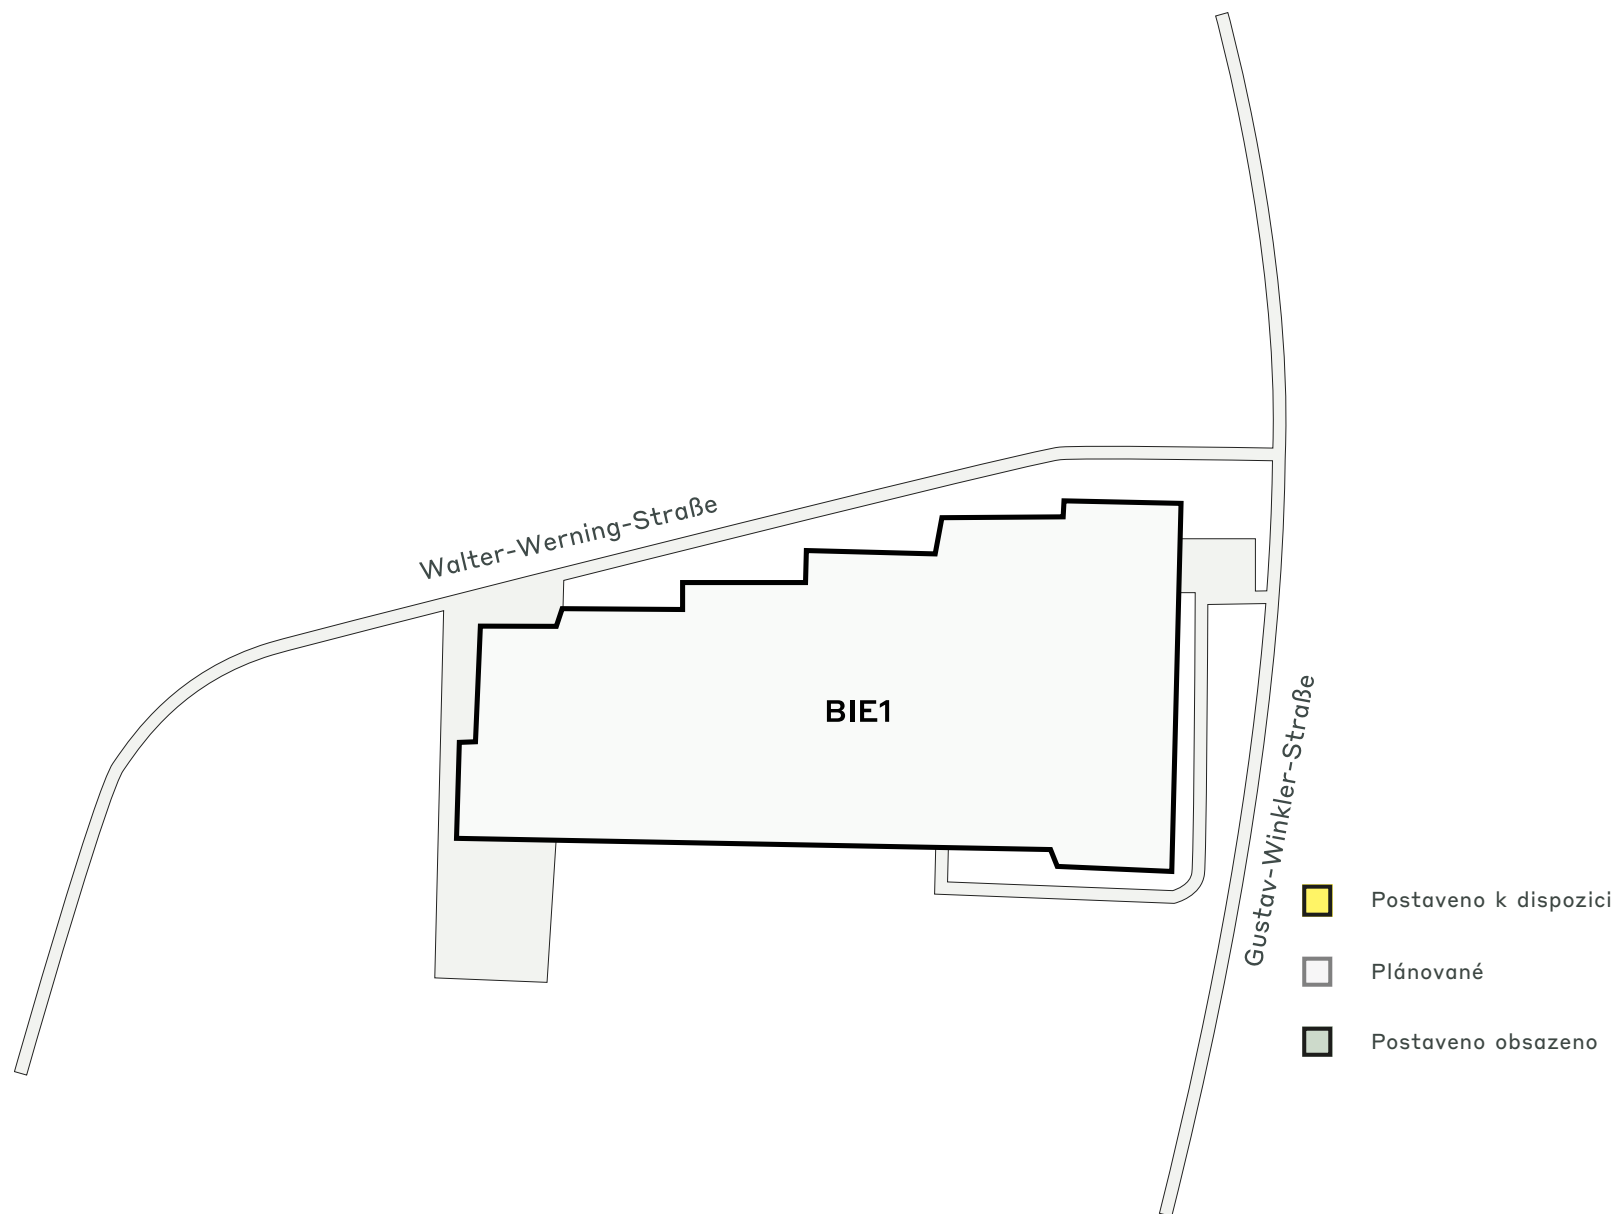 Walter-Werning-Straße
BIE1
Gustav-Winkler-Straße
Postaveno k dispozici
Plánované
Postaveno obsazeno